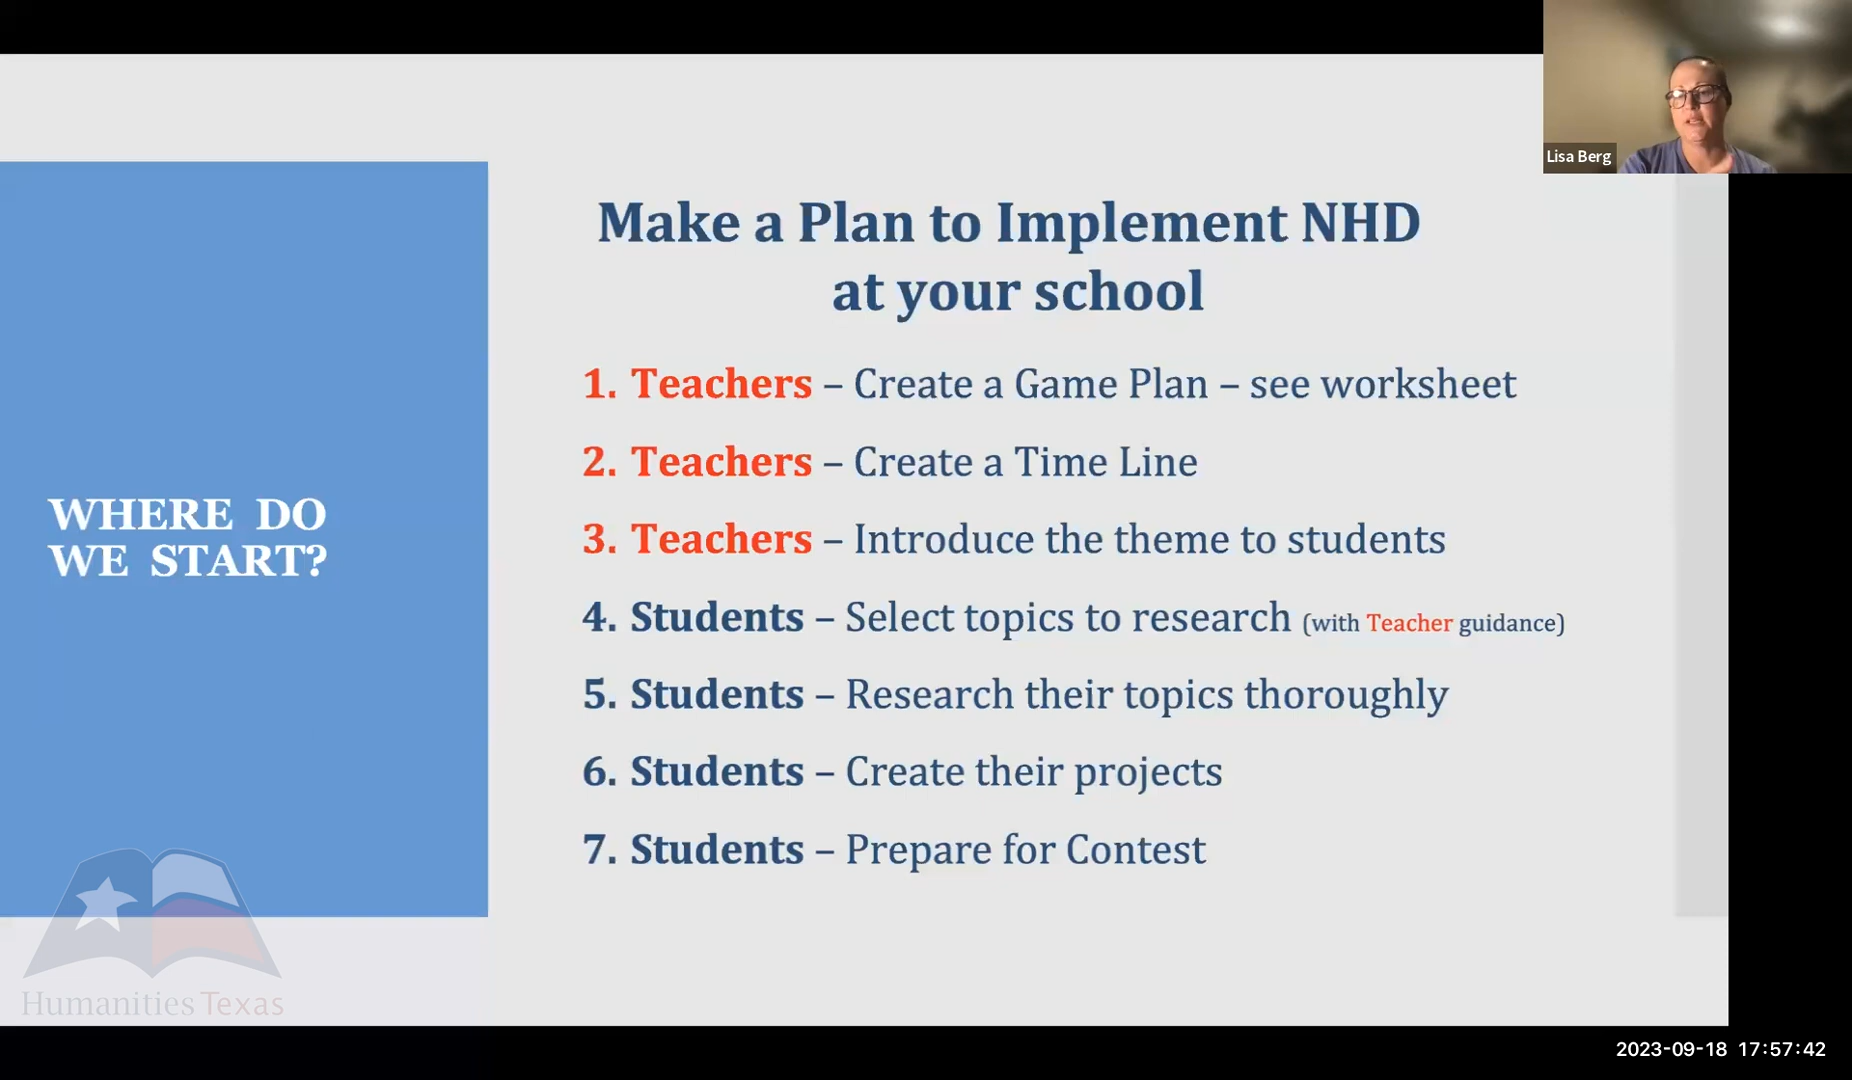 Lisa Berg
Make a Plan to Implement NHD
at your school
WHERE DO
WE START?
1. Teachers – Create a Game Plan – see worksheet
2. Teachers – Create a Time Line
3. Teachers – Introduce the theme to students
4. Students – Select topics to research (with Teacher guidance)
5. Students – Research their topics thoroughly
6. Students – Create their projects
7. Students – Prepare for Contest
Humanities Texas
2023-09-18 17:57:42